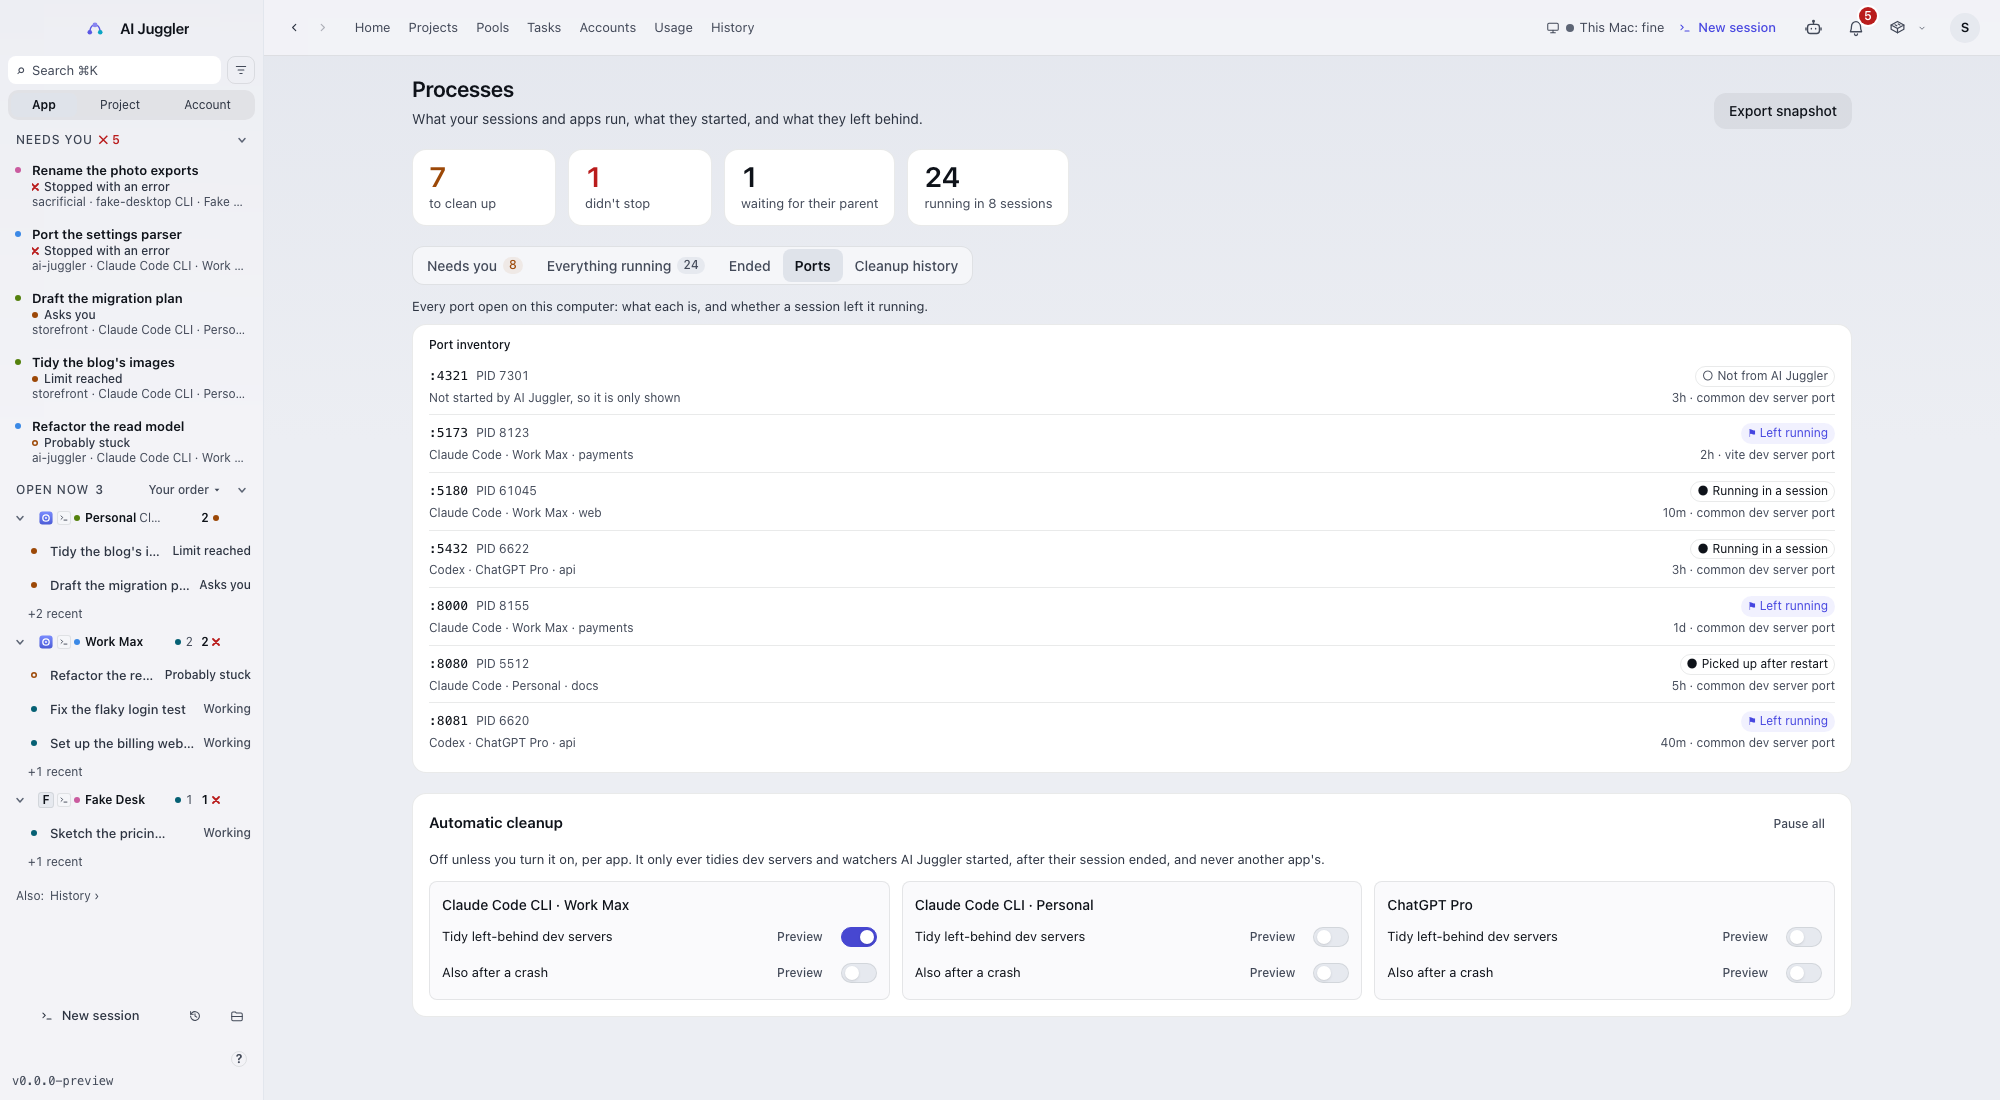 AI Juggler
Search ⌘K
App Project Account
NEEDS YOU 5
Rename the photo exports
Stopped with an error
sacrificial · fake-desktop CLI · Fake ...
Port the settings parser
Stopped with an error
ai-juggler · Claude Code CLI · Work ...
Draft the migration plan
Asks you
storefront · Claude Code CLI · Perso...
Tidy the blog's images
Limit reached
storefront · Claude Code CLI · Perso...
Refactor the read model
Probably stuck
ai-juggler · Claude Code CLI · Work ...
OPEN NOW 3 Your order
Personal Cl... 2
Tidy the blog's i... Limit reached
Draft the migration p... Asks you
+2 recent
Work Max 2 2
Refactor the re... Probably stuck
Fix the flaky login test Working
Set up the billing web... Working
+1 recent
F Fake Desk 1 1
Sketch the pricin... Working
+1 recent
Also: History ›
New session
?
v0.0.0-preview
Home Projects Pools Tasks Accounts Usage History
This Mac: fine New session 5 S
Processes
What your sessions and apps run, what they started, and what they left behind.
Export snapshot
7 to clean up
1 didn't stop
1 waiting for their parent
24 running in 8 sessions
Needs you 8 Everything running 24 Ended Ports Cleanup history
Every port open on this computer: what each is, and whether a session left it running.
Port inventory
:4321 PID 7301 Not from AI Juggler
Not started by AI Juggler, so it is only shown 3h · common dev server port
:5173 PID 8123 Left running
Claude Code · Work Max · payments 2h · vite dev server port
:5180 PID 61045 Running in a session
Claude Code · Work Max · web 10m · common dev server port
:5432 PID 6622 Running in a session
Codex · ChatGPT Pro · api 3h · common dev server port
:8000 PID 8155 Left running
Claude Code · Work Max · payments 1d · common dev server port
:8080 PID 5512 Picked up after restart
Claude Code · Personal · docs 5h · common dev server port
:8081 PID 6620 Left running
Codex · ChatGPT Pro · api 40m · common dev server port
Automatic cleanup Pause all
Off unless you turn it on, per app. It only ever tidies dev servers and watchers AI Juggler started, after their session ended, and never another app's.
Claude Code CLI · Work Max
Tidy left-behind dev servers Preview
Also after a crash Preview
Claude Code CLI · Personal
Tidy left-behind dev servers Preview
Also after a crash Preview
ChatGPT Pro
Tidy left-behind dev servers Preview
Also after a crash Preview